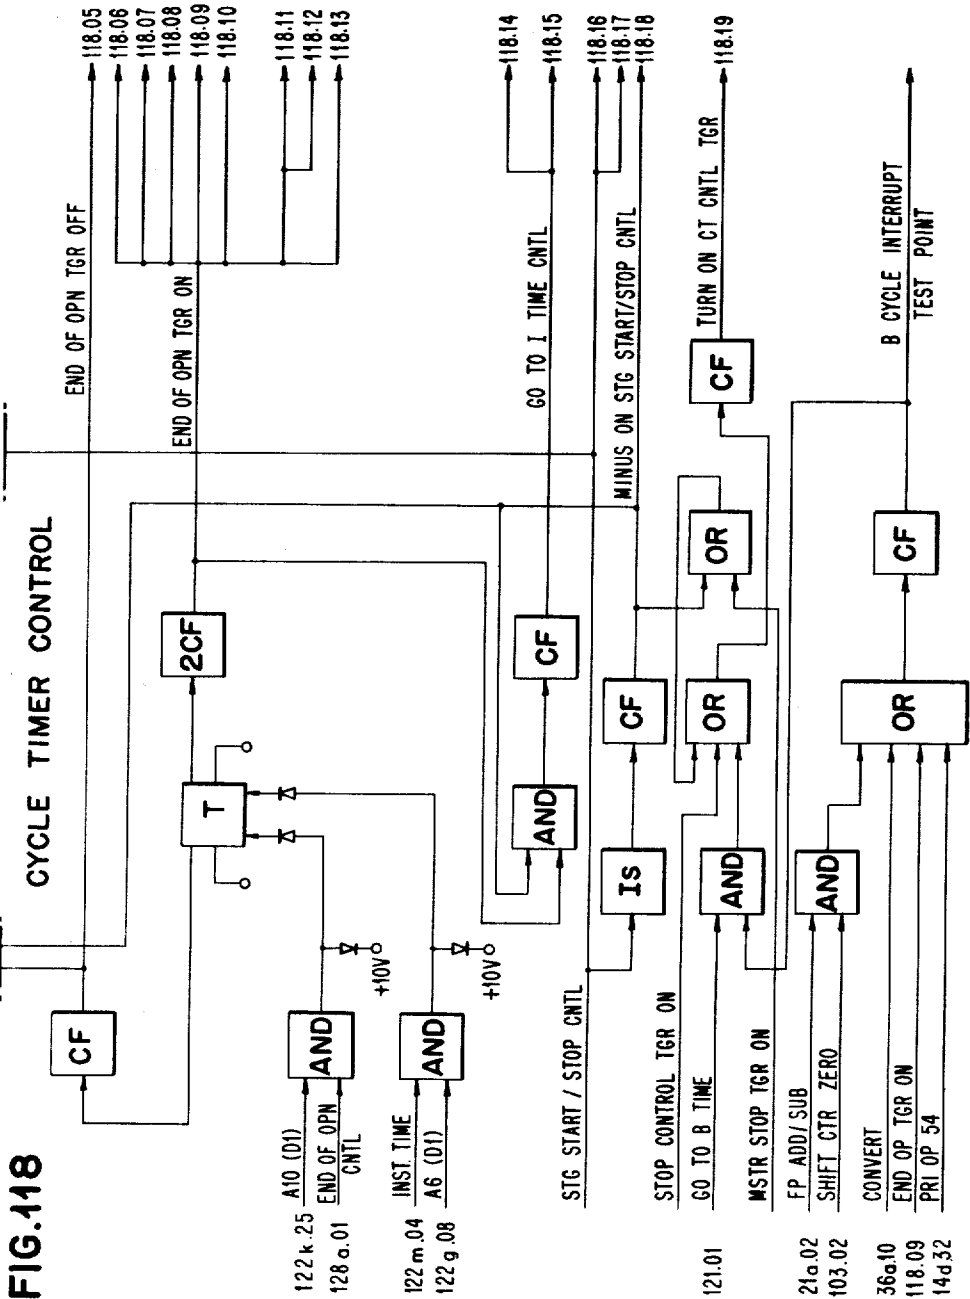 FIG.118
CYCLE TIMER CONTROL
122k.25 A10 (D1)
128a.01 END OF OPN
CNTL
122m.04 INST. TIME
122g.08 A6 (D1)
STG START / STOP CNTL
STOP CONTROL TGR ON
121.01 GO TO B TIME
MSTR STOP TGR ON
21a.02 FP ADD/SUB
103.02 SHIFT CTR ZERO
36a.10 CONVERT
118.09 END OP TGR ON
14d.32 PRI OP 54
CF
AND
AND
+10V
+10V
T
2CF
AND
CF
IS
CF
AND
OR
OR
CF
AND
OR
CF
END OF OPN TGR OFF
END OF OPN TGR ON
GO TO I TIME CNTL
MINUS ON STG START/STOP CNTL
TURN ON CT CNTL TGR
B CYCLE INTERRUPT
TEST POINT
118.05
118.06
118.07
118.08
118.09
118.10
118.11
118.12
118.13
118.14
118.15
118.16
118.17
118.18
118.19